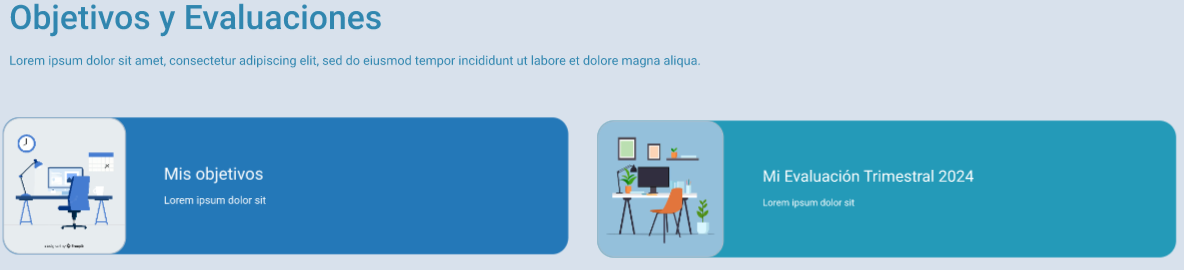 Objetivos y Evaluaciones
Lorem ipsum dolor sit amet, consectetur adipiscing elit, sed do eiusmod tempor incididunt ut labore et dolore magna aliqua.
Mis objetivos
Lorem ipsum dolor sit
Mi Evaluación Trimestral 2024
Lorem ipsum dolor sit